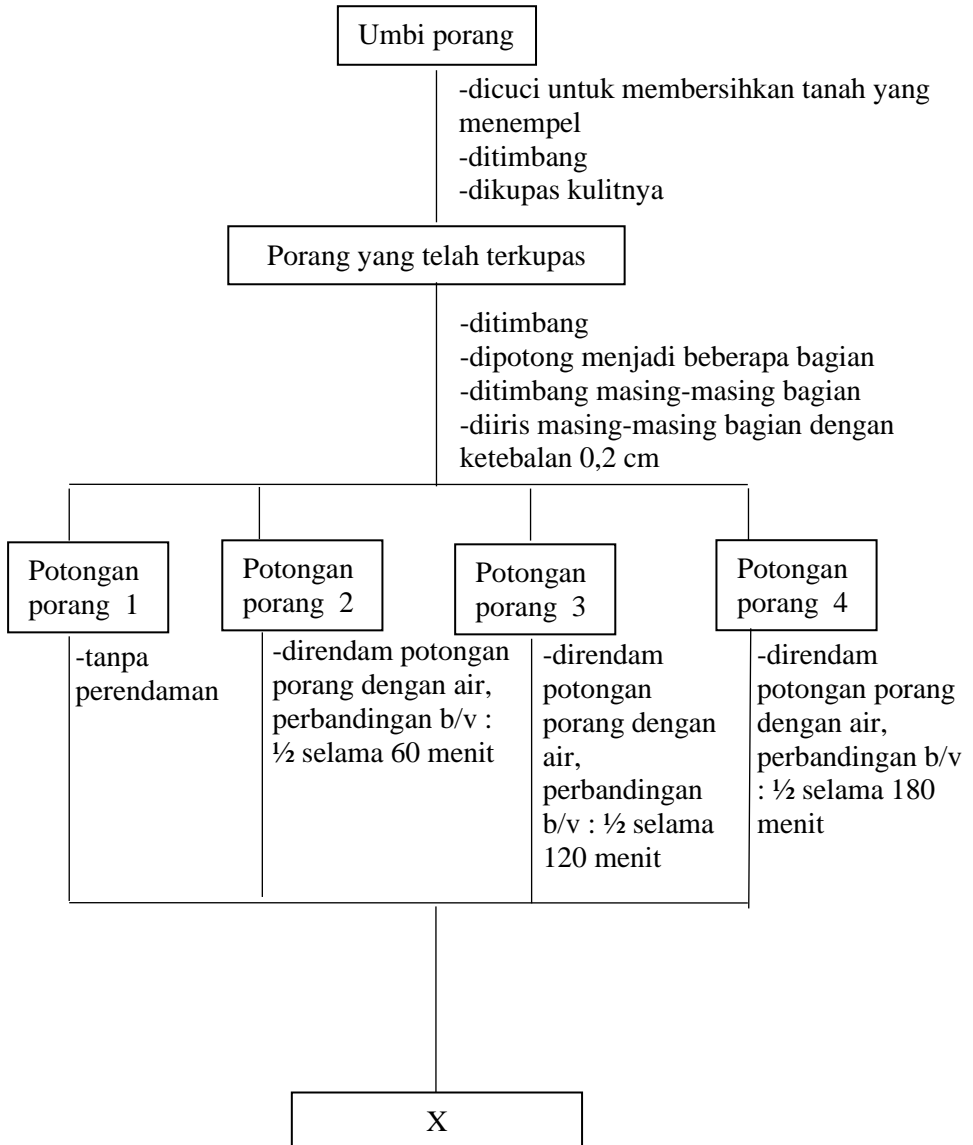 Umbi porang
-dicuci untuk membersihkan tanah yang
menempel
-ditimbang
-dikupas kulitnya
Porang yang telah terkupas
-ditimbang
-dipotong menjadi beberapa bagian
-ditimbang masing-masing bagian
-diiris masing-masing bagian dengan
ketebalan 0,2 cm
Potongan
porang 1
Potongan
porang 2
Potongan
porang 3
Potongan
porang 4
-tanpa
perendaman
-direndam potongan
porang dengan air,
perbandingan b/v :
½ selama 60 menit
-direndam
potongan
porang dengan
air,
perbandingan
b/v : ½ selama
120 menit
-direndam
potongan porang
dengan air,
perbandingan b/v
: ½ selama 180
menit
X